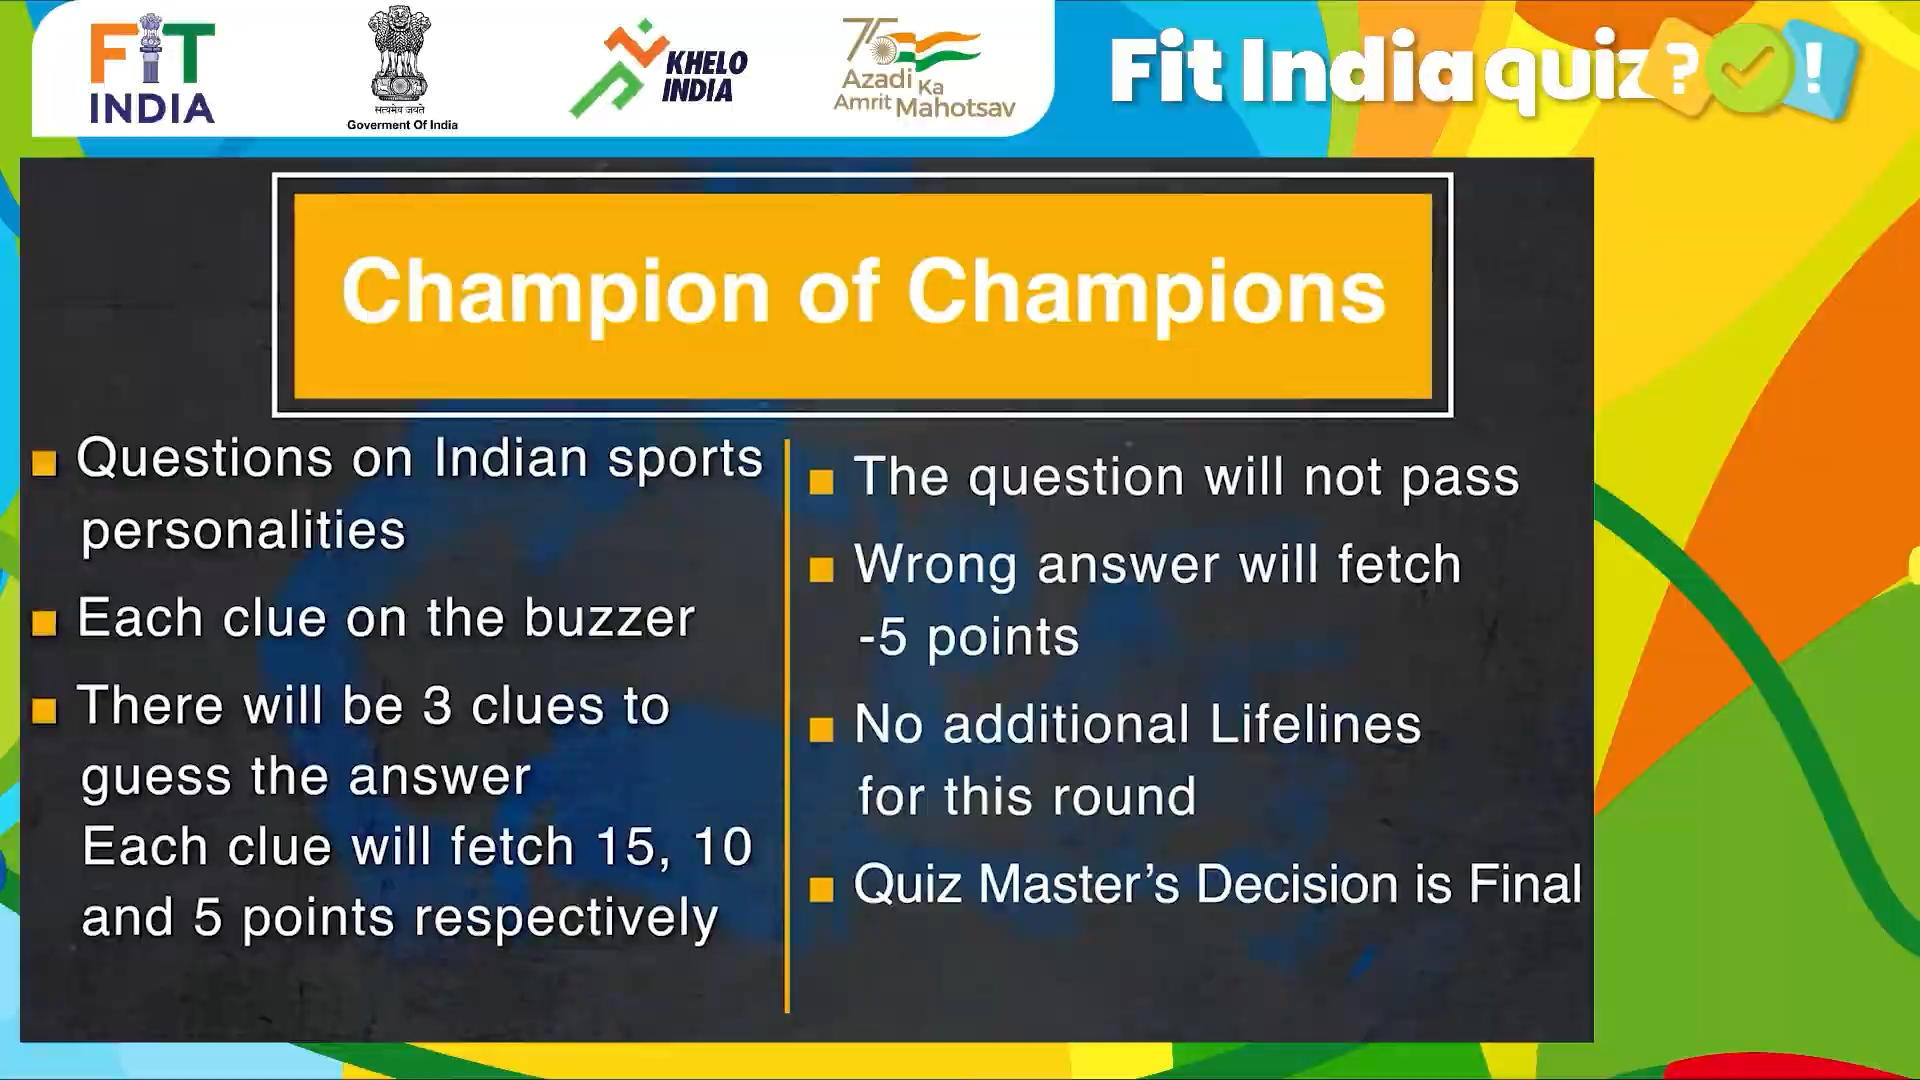 FIT
INDIA
सत्यमेव जयते
Goverment Of India
KHELO
INDIA
75
Azadi
Ka
Amrit Mahotsav
Fit India quiz?!
Champion of Champions
Questions on Indian sports
personalities
Each clue on the buzzer
There will be 3 clues to
guess the answer
Each clue will fetch 15, 10
and 5 points respectively
The question will not pass
Wrong answer will fetch
-5 points
No additional Lifelines
for this round
Quiz Master’s Decision is Final